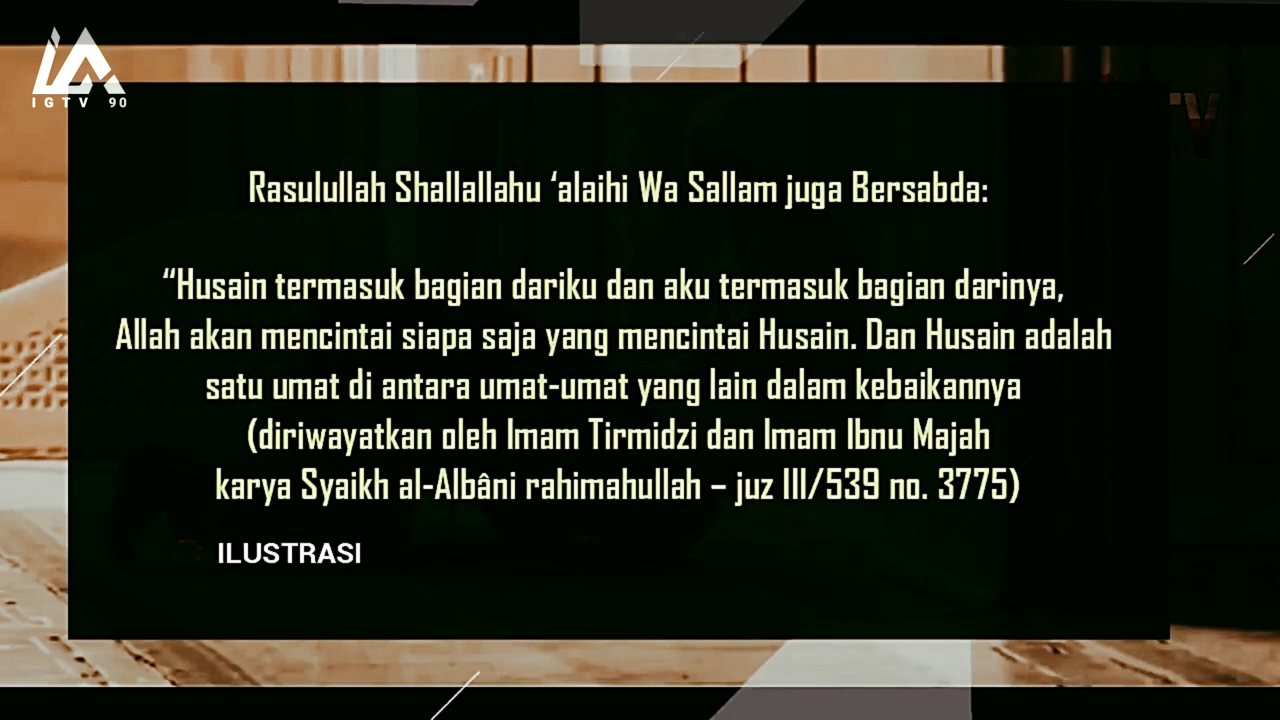 IGTV 90
TV
Rasulullah Shallallahu ‘alaihi Wa Sallam juga Bersabda:
“Husain termasuk bagian dariku dan aku termasuk bagian darinya,
Allah akan mencintai siapa saja yang mencintai Husain. Dan Husain adalah
satu umat di antara umat-umat yang lain dalam kebaikannya
(diriwayatkan oleh Imam Tirmidzi dan Imam Ibnu Majah
karya Syaikh al-Albâni rahimahullah – juz III/539 no. 3775)
ILUSTRASI